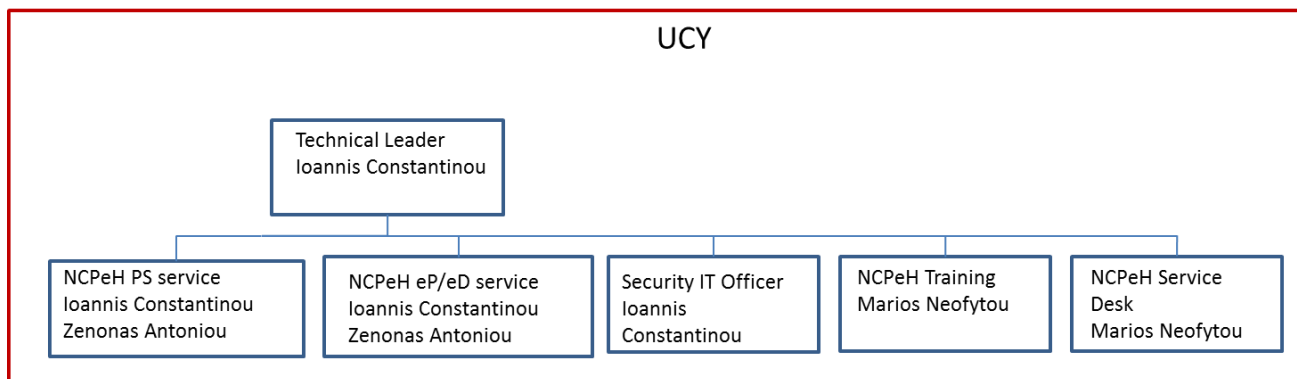 UCY
Technical Leader
Ioannis Constantinou
NCPeH PS service
Ioannis Constantinou
Zenonas Antoniou
NCPeH eP/eD service
Ioannis Constantinou
Zenonas Antoniou
Security IT Officer
Ioannis
Constantinou
NCPeH Training
Marios Neofytou
NCPeH Service
Desk
Marios Neofytou